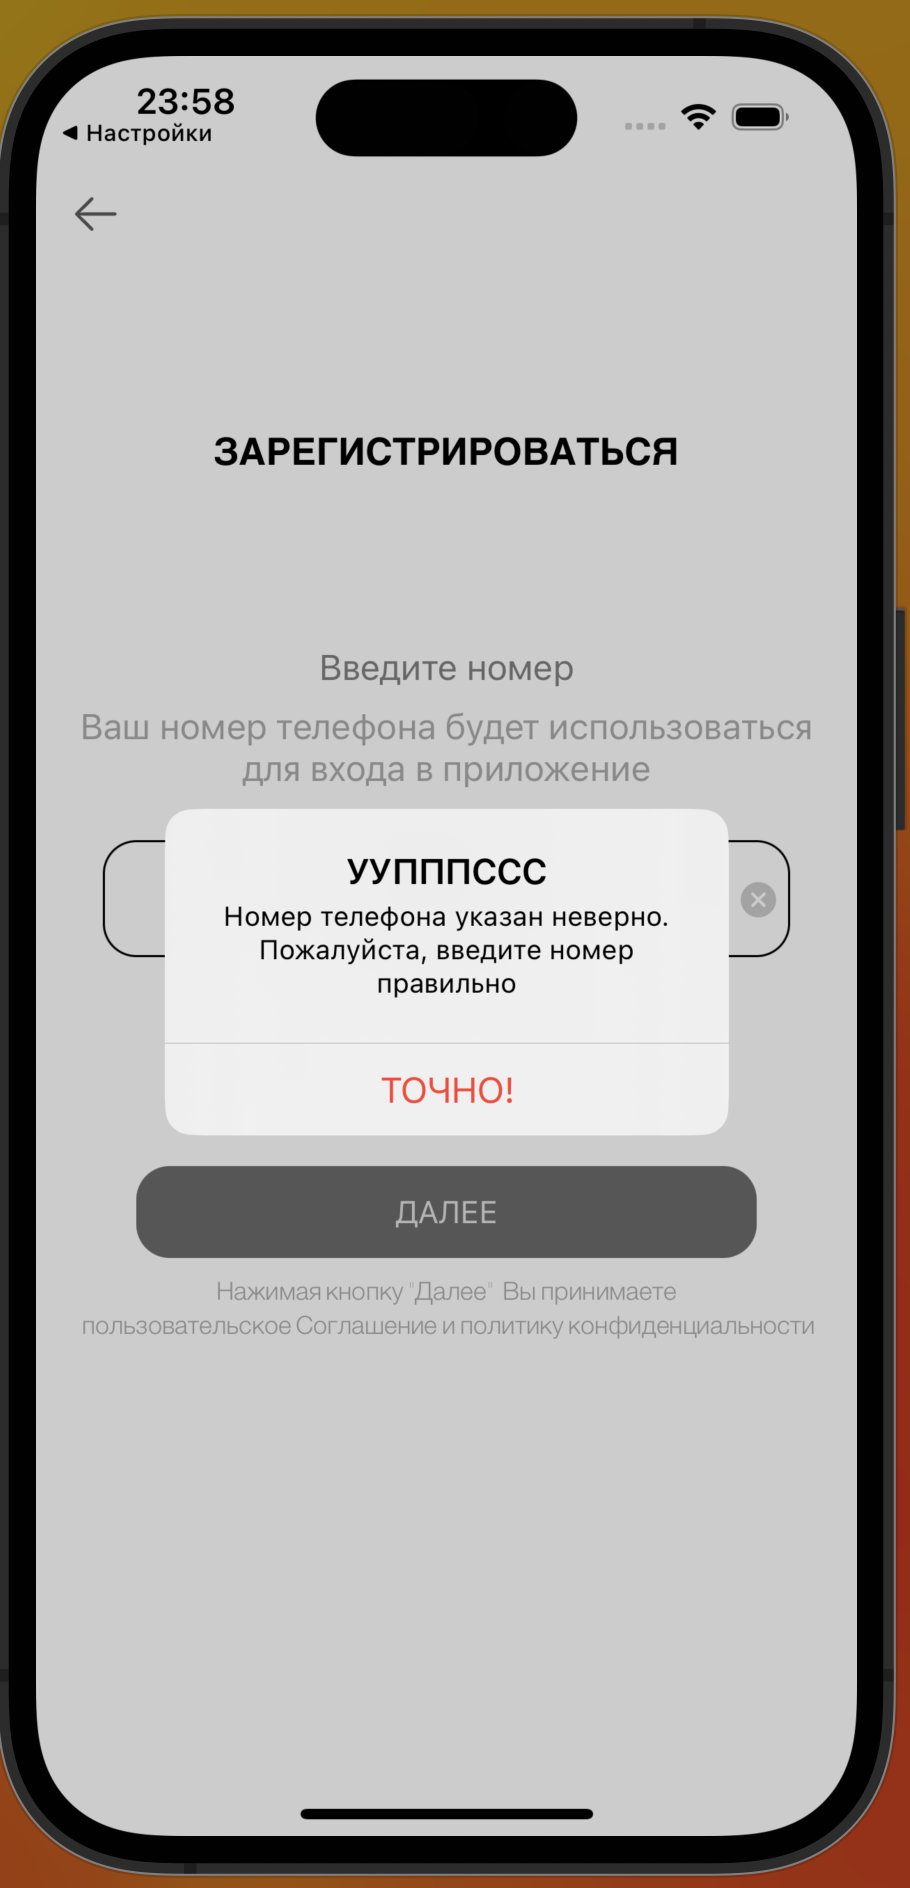 23:58
◀ Настройки
ЗАРЕГИСТРИРОВАТЬСЯ
Введите номер
Ваш номер телефона будет использоваться
для входа в приложение
УУПППССС
Номер телефона указан неверно.
Пожалуйста, введите номер
правильно
ТОЧНО!
ДАЛЕЕ
Нажимая кнопку "Далее"  Вы принимаете
пользовательское Соглашение и политику конфиденциальности